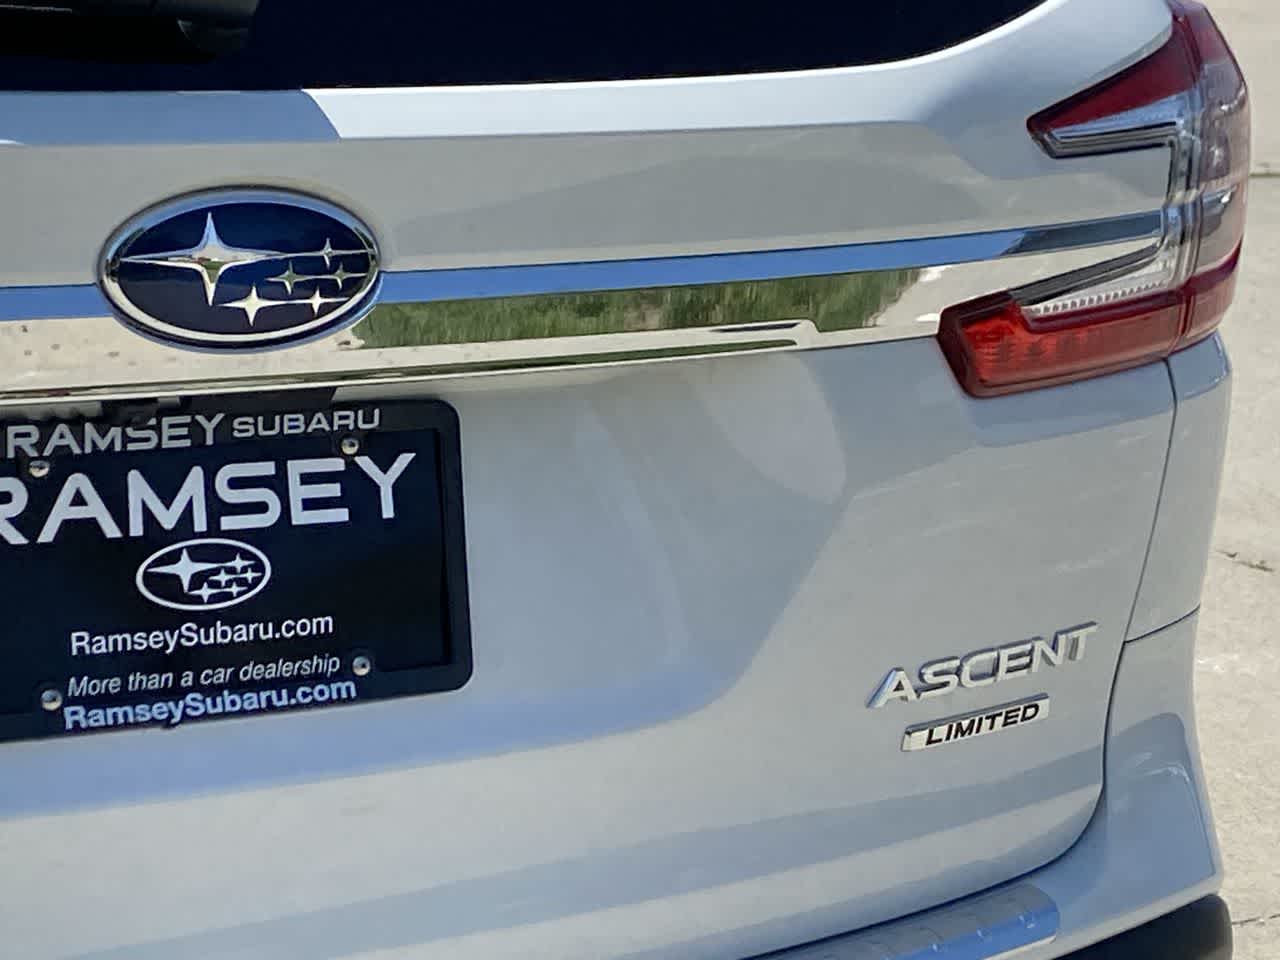 RAMSEY SUBARU
RAMSEY
RamseySubaru.com
More than a car dealership
RamseySubaru.com
ASCENT
LIMITED